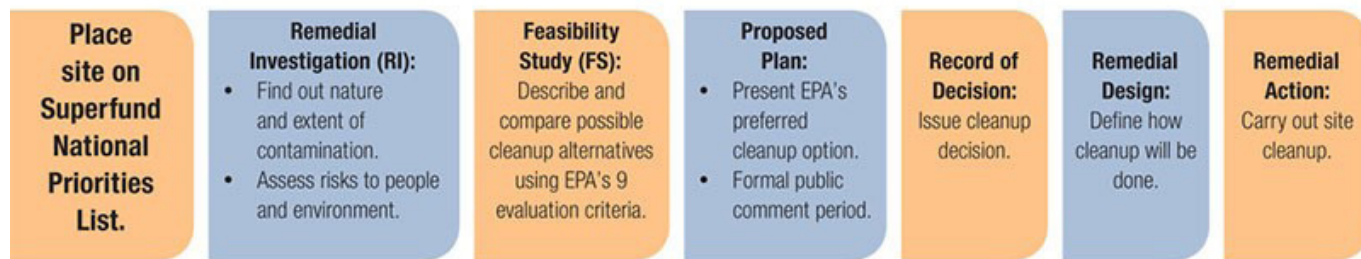 Place
site on
Superfund
National
Priorities
List.
Remedial
Investigation (RI):
• Find out nature
and extent of
contamination.
• Assess risks to people
and environment.
Feasibility
Study (FS):
Describe and
compare possible
cleanup alternatives
using EPA's 9
evaluation criteria.
Proposed
Plan:
• Present EPA's
preferred
cleanup option.
• Formal public
comment period.
Record of
Decision:
Issue cleanup
decision.
Remedial
Design:
Define how
cleanup will be
done.
Remedial
Action:
Carry out site
cleanup.